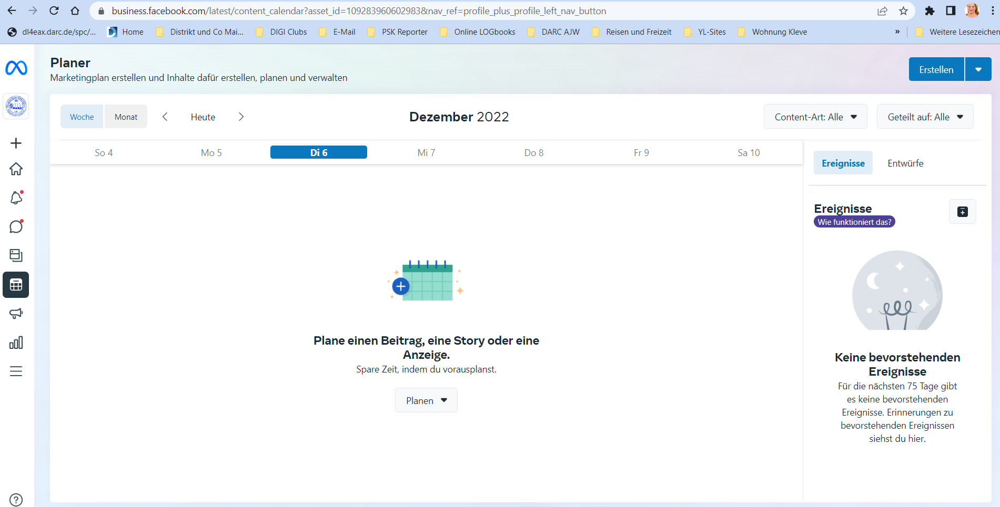 business.facebook.com/latest/content_calendar?asset_id=109283960602983&nav_ref=profile_plus_profile_left_nav_button
dl4eax.darc.de/spc/...
Home
Distrikt und Co Mai...
DIGI Clubs
E-Mail
PSK Reporter
Online LOGbooks
DARC AJW
Reisen und Freizeit
YL-Sites
Wohnung Kleve
»
Weitere Lesezeichen
Planer
Marketingplan erstellen und Inhalte dafür erstellen, planen und verwalten
Erstellen
Woche
Monat
Heute
Dezember 2022
Content-Art: Alle
Geteilt auf: Alle
So 4
Mo 5
Di 6
Mi 7
Do 8
Fr 9
Sa 10
Ereignisse
Entwürfe
Ereignisse
Wie funktioniert das?
Plane einen Beitrag, eine Story oder eine
Anzeige.
Spare Zeit, indem du vorausplanst.
Planen
Keine bevorstehenden
Ereignisse
Für die nächsten 75 Tage gibt
es keine bevorstehenden
Ereignisse. Erinnerungen zu
bevorstehenden Ereignissen
siehst du hier.